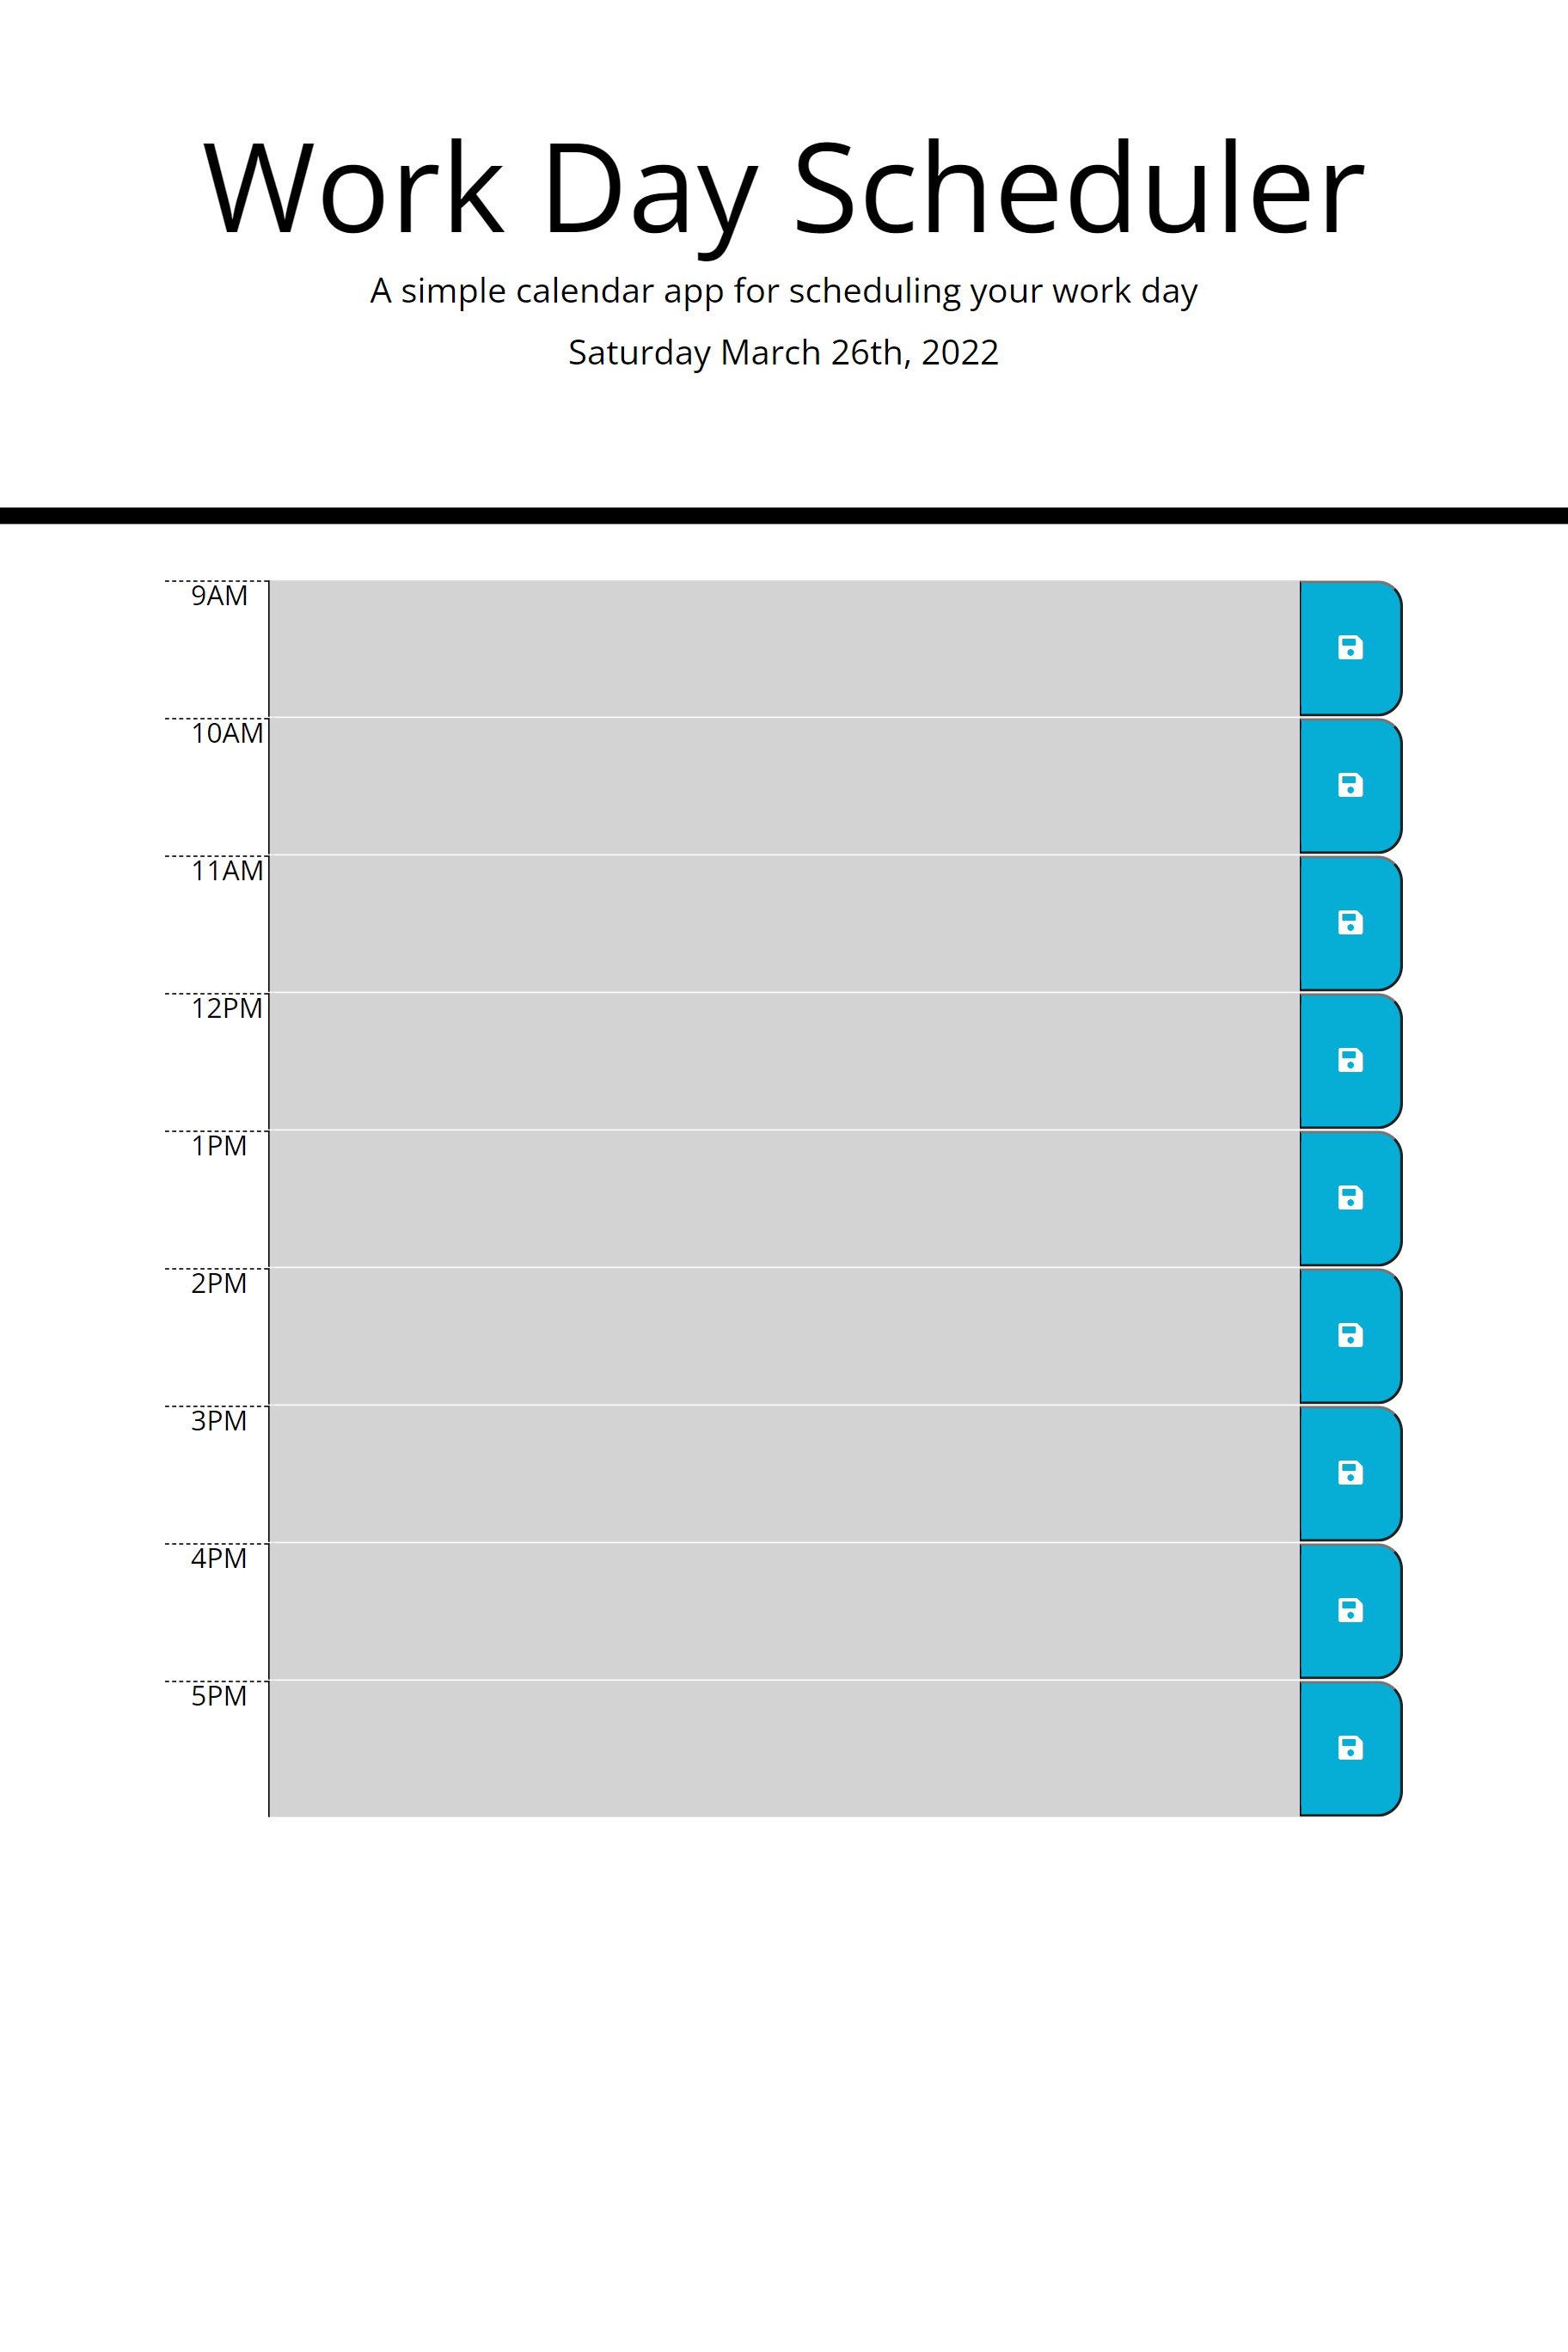 Work Day Scheduler
A simple calendar app for scheduling your work day
Saturday March 26th, 2022
9AM
10AM
11AM
12PM
1PM
2PM
3PM
4PM
5PM